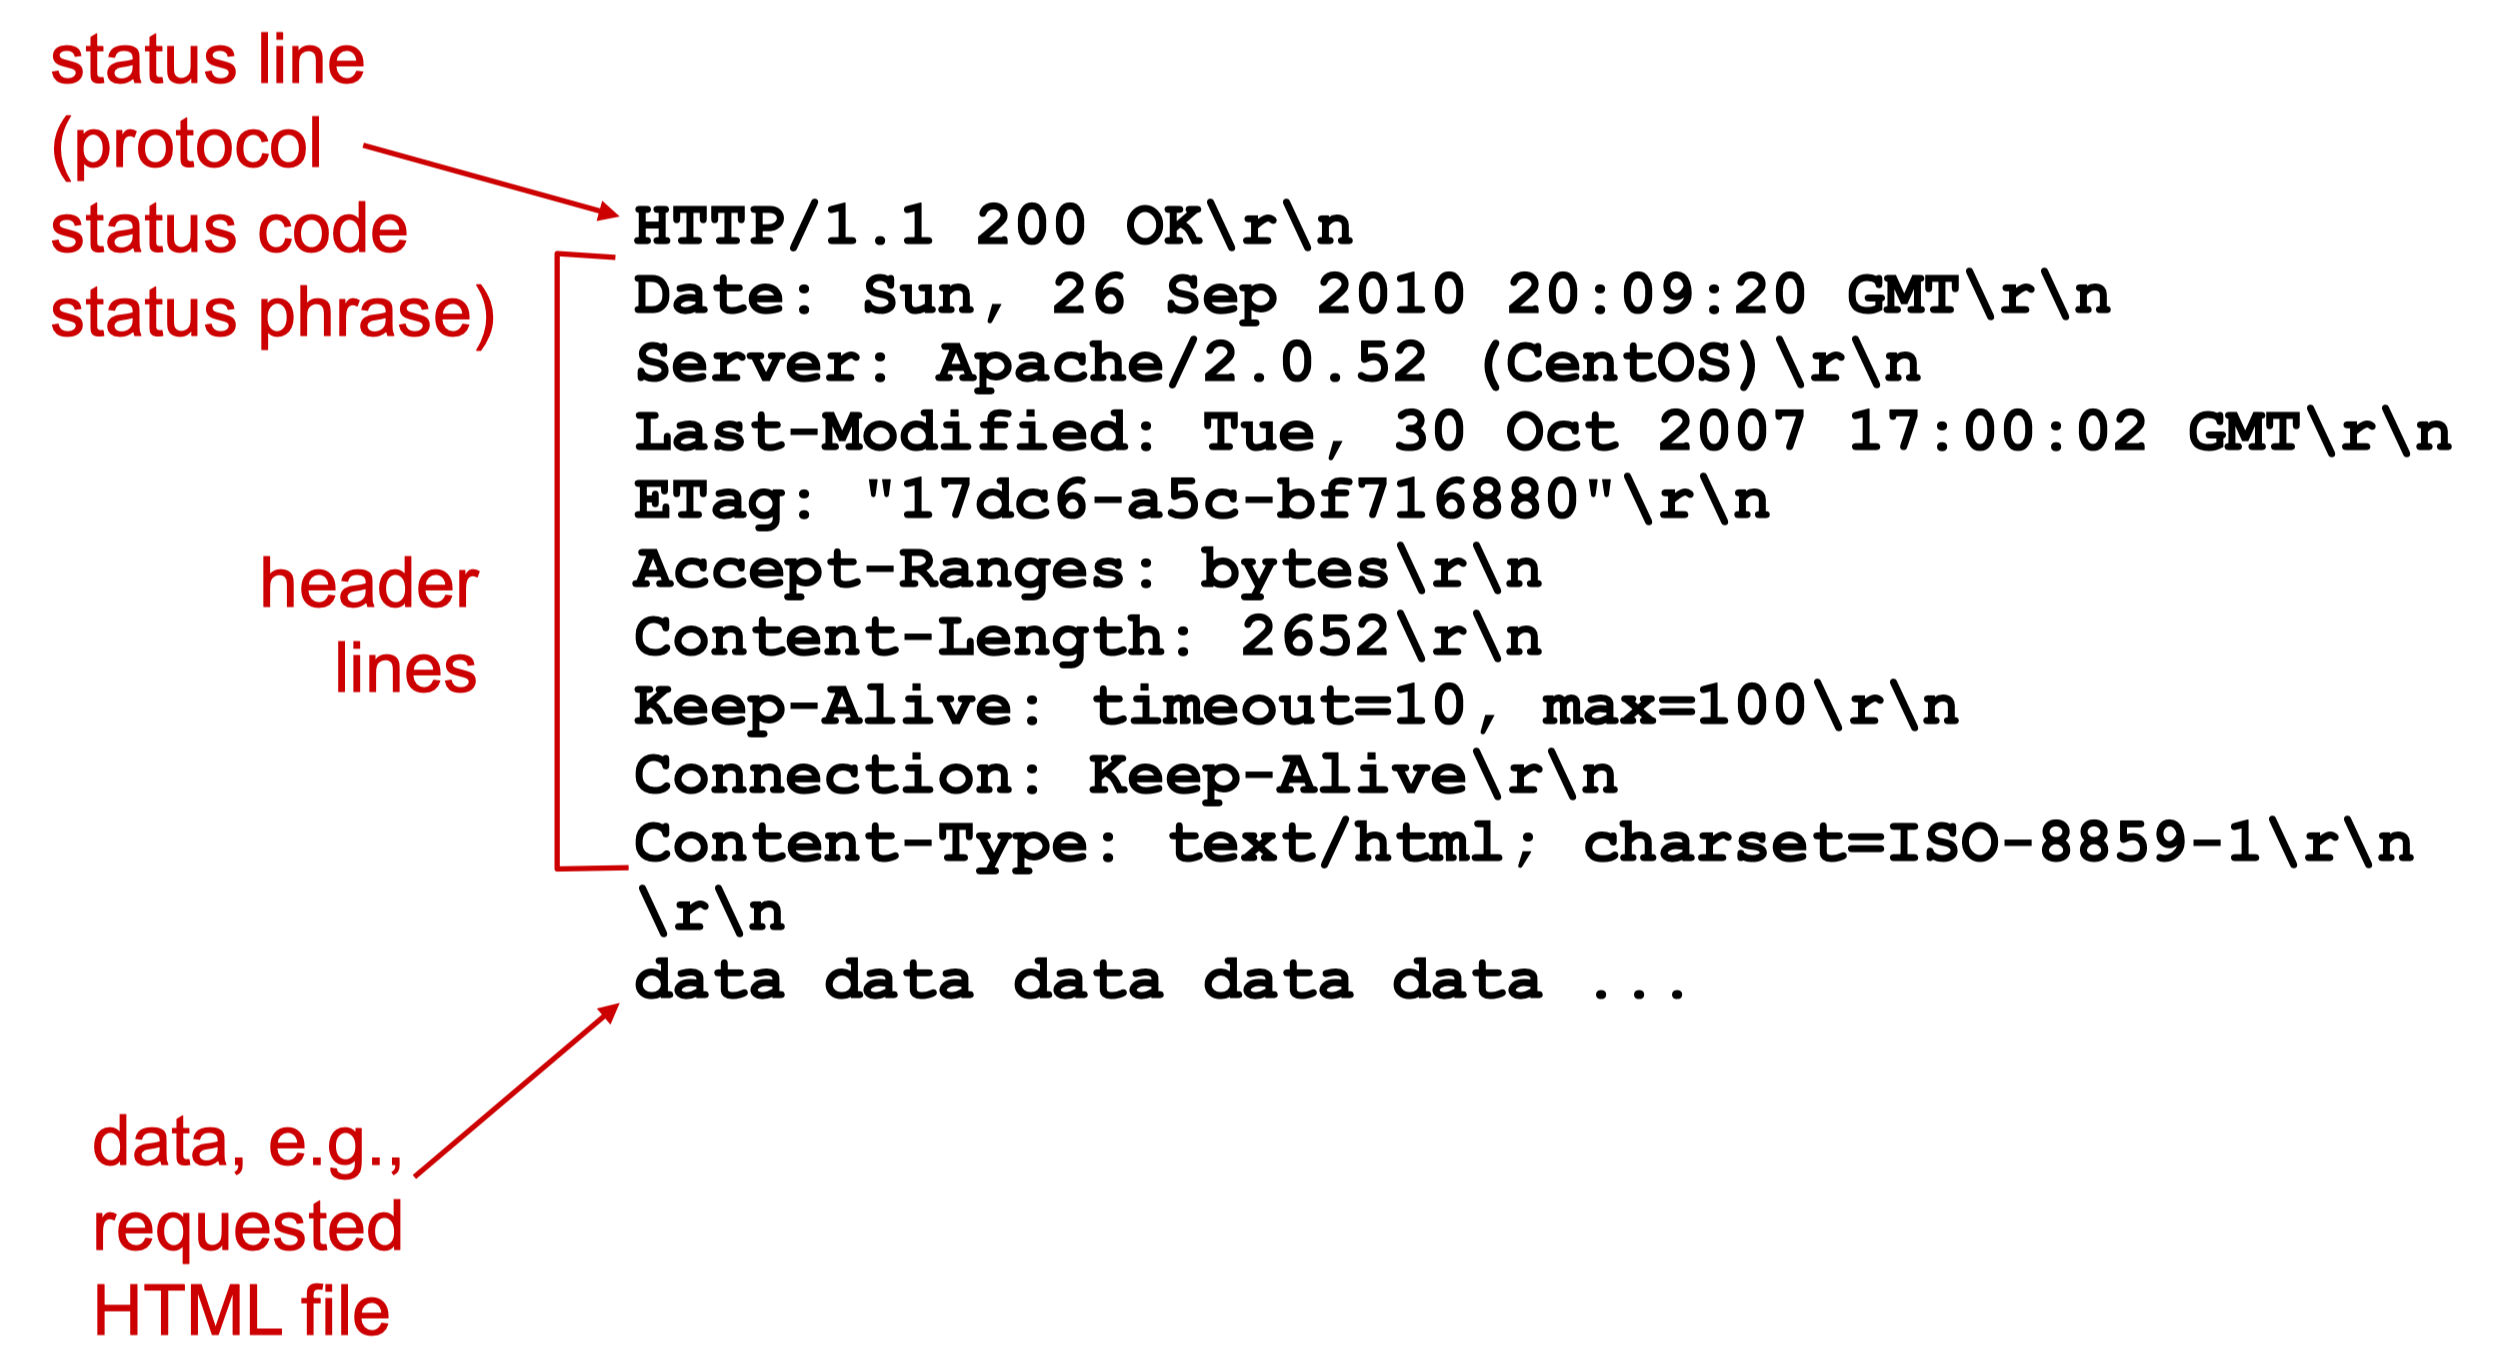 status line
(protocol
status code
status phrase)
HTTP/1.1 200 OK\r\n
Date: Sun, 26 Sep 2010 20:09:20 GMT\r\n
Server: Apache/2.0.52 (CentOS)\r\n
Last-Modified: Tue, 30 Oct 2007 17:00:02 GMT\r\n
ETag: "17dc6-a5c-bf716880"\r\n
Accept-Ranges: bytes\r\n
Content-Length: 2652\r\n
Keep-Alive: timeout=10, max=100\r\n
Connection: Keep-Alive\r\n
Content-Type: text/html; charset=ISO-8859-1\r\n
\r\n
data data data data data ...
header
lines
data, e.g.,
requested
HTML file